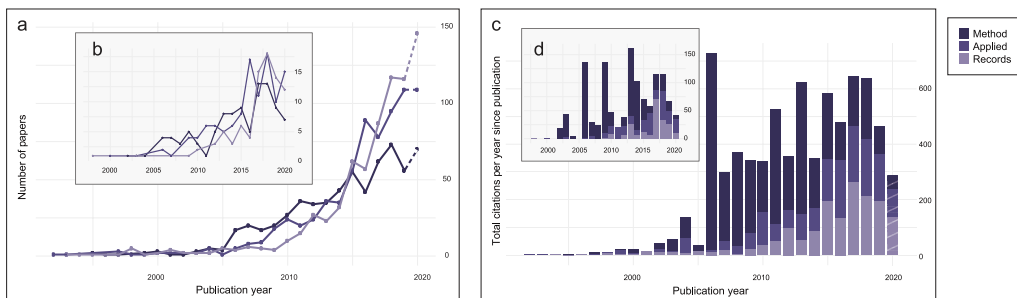 a
150
100
50
0
2000
2010
2020
Publication year
Number of papers
b
15
10
5
0
2000
2005
2010
2015
2020
c
600
400
200
0
2000
2010
2020
Publication year
Total citations per year since publication
d
150
100
50
0
2000
2005
2010
2015
2020
Method
Applied
Records